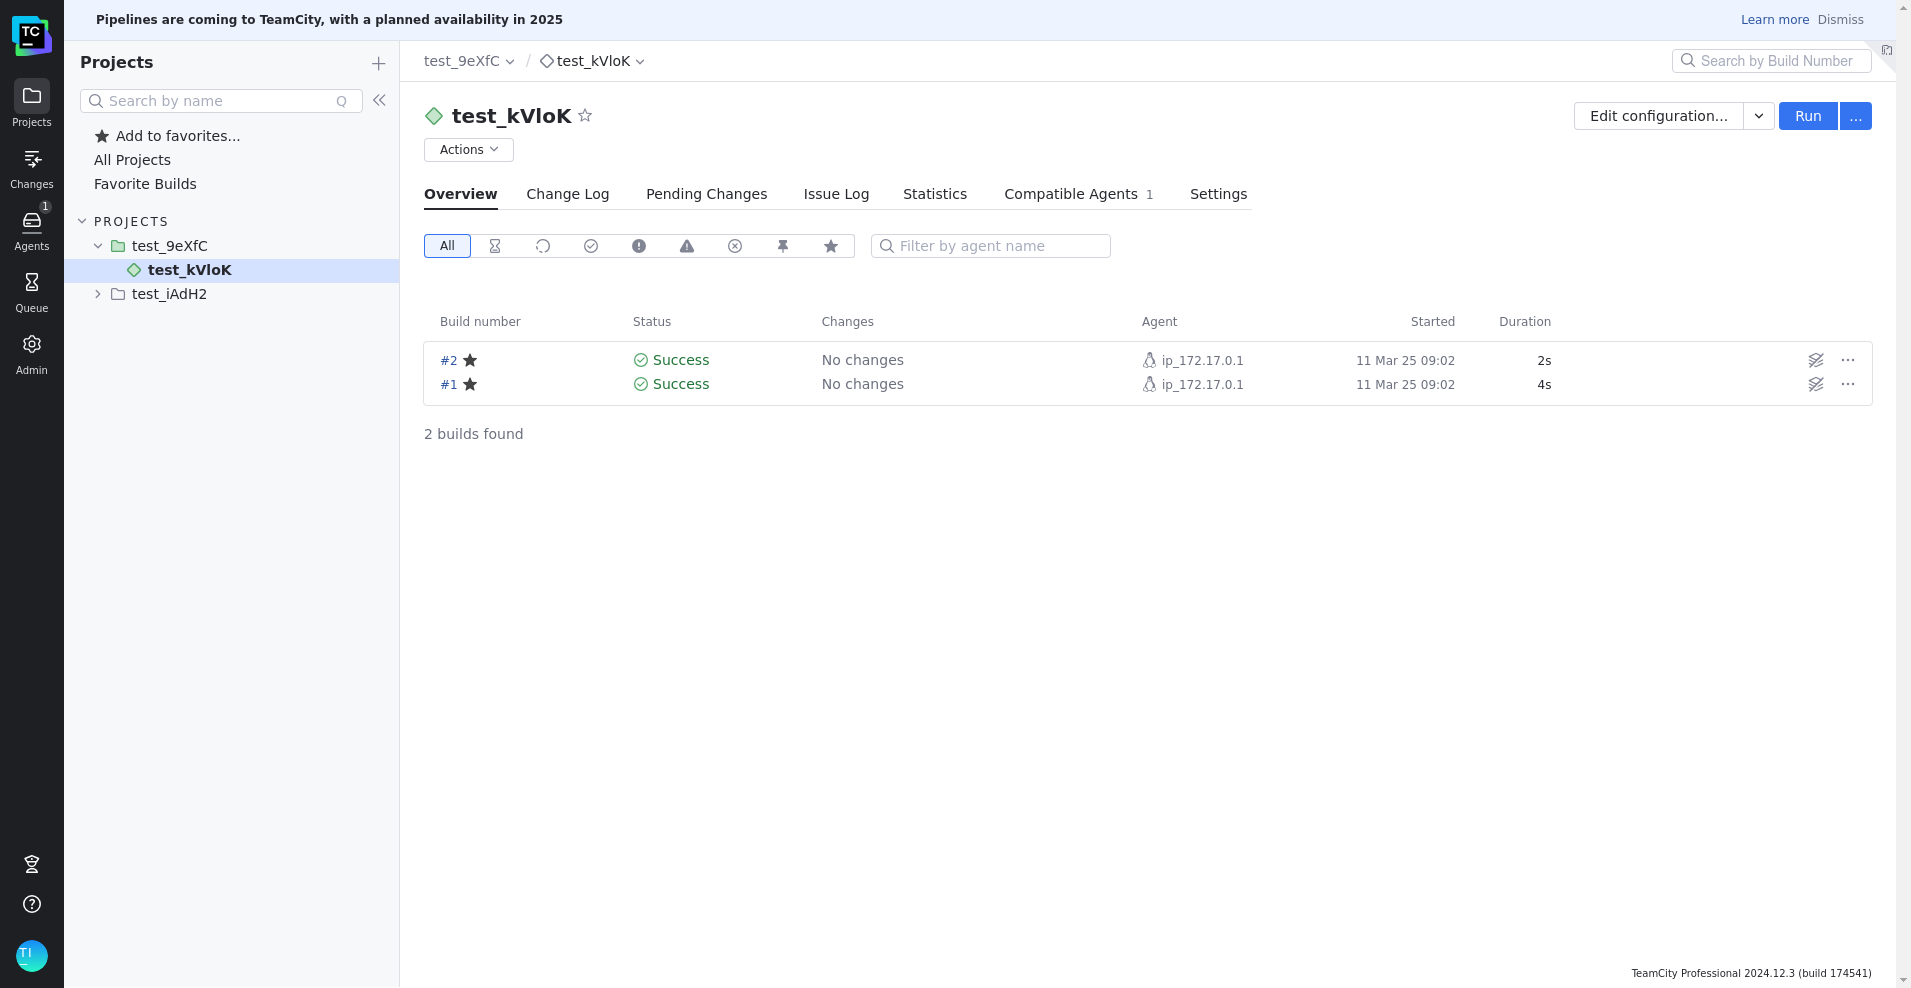 Pipelines are coming to TeamCity, with a planned availability in 2025
Learn more Dismiss
TC
Projects
Changes
1
Agents
Queue
Admin
TI
Projects
Search by name Q
Add to favorites...
All Projects
Favorite Builds
PROJECTS
test_9eXfC
test_kVloK
test_iAdH2
test_9eXfC / test_kVloK
Search by Build Number
test_kVloK
Edit configuration... Run ...
Actions
Overview Change Log Pending Changes Issue Log Statistics Compatible Agents 1 Settings
All Filter by agent name
Build number Status Changes Agent Started Duration
#2 Success No changes ip_172.17.0.1 11 Mar 25 09:02 2s
#1 Success No changes ip_172.17.0.1 11 Mar 25 09:02 4s
2 builds found
TeamCity Professional 2024.12.3 (build 174541)